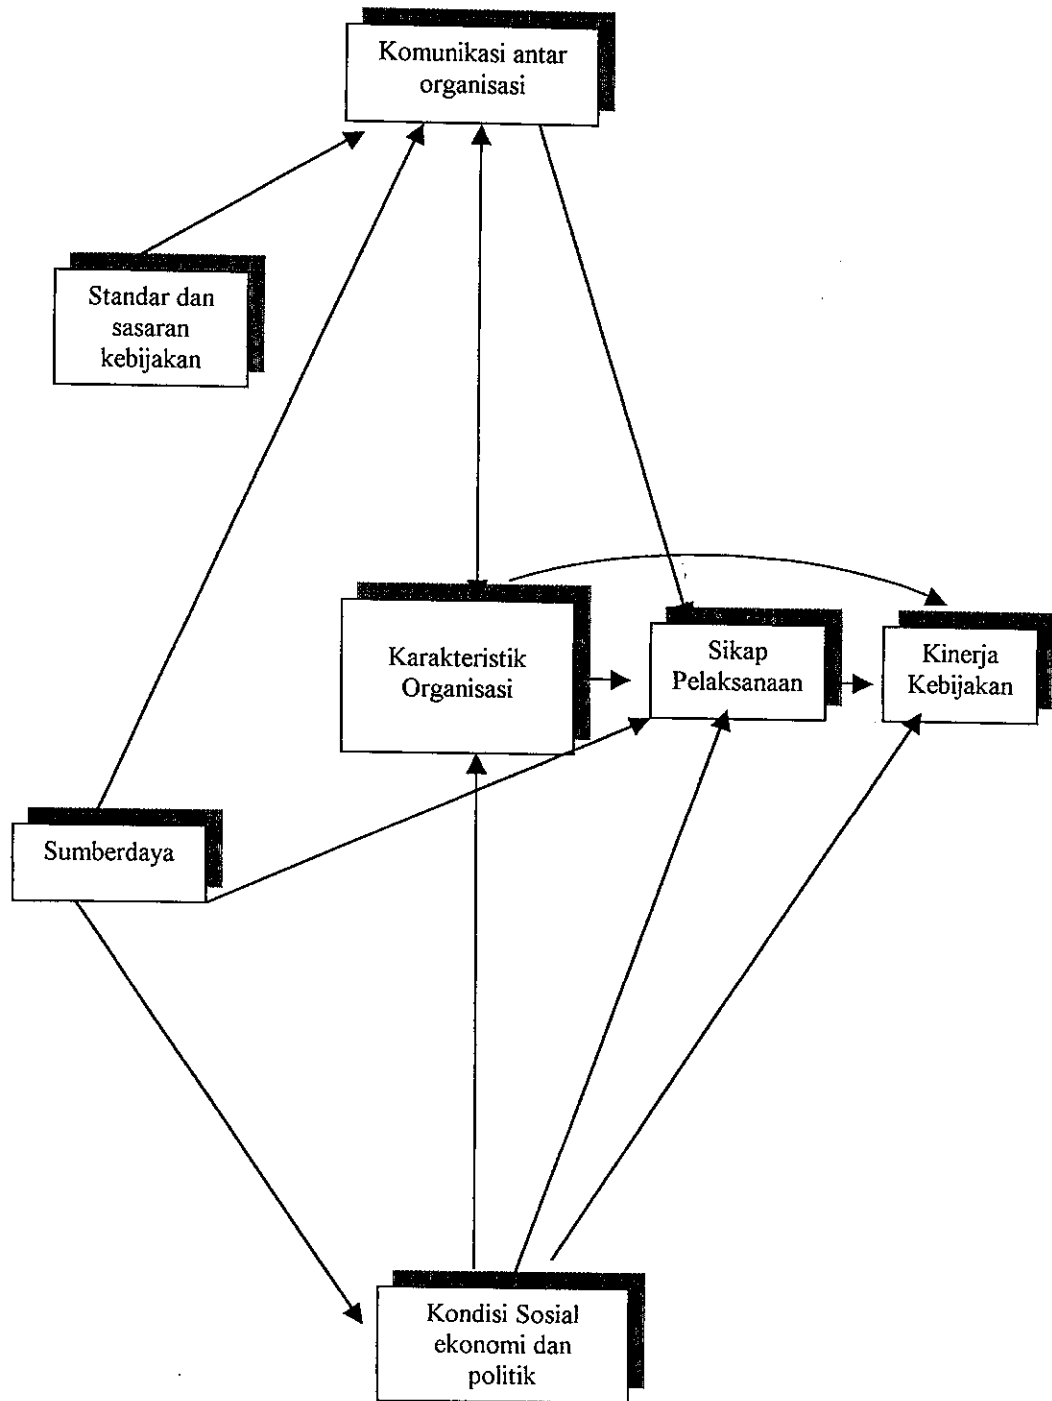 Komunikasi antar
organisasi
Standar dan
sasaran
kebijakan
Karakteristik
Organisasi
Sikap
Pelaksanaan
Kinerja
Kebijakan
Sumberdaya
Kondisi Sosial
ekonomi dan
politik